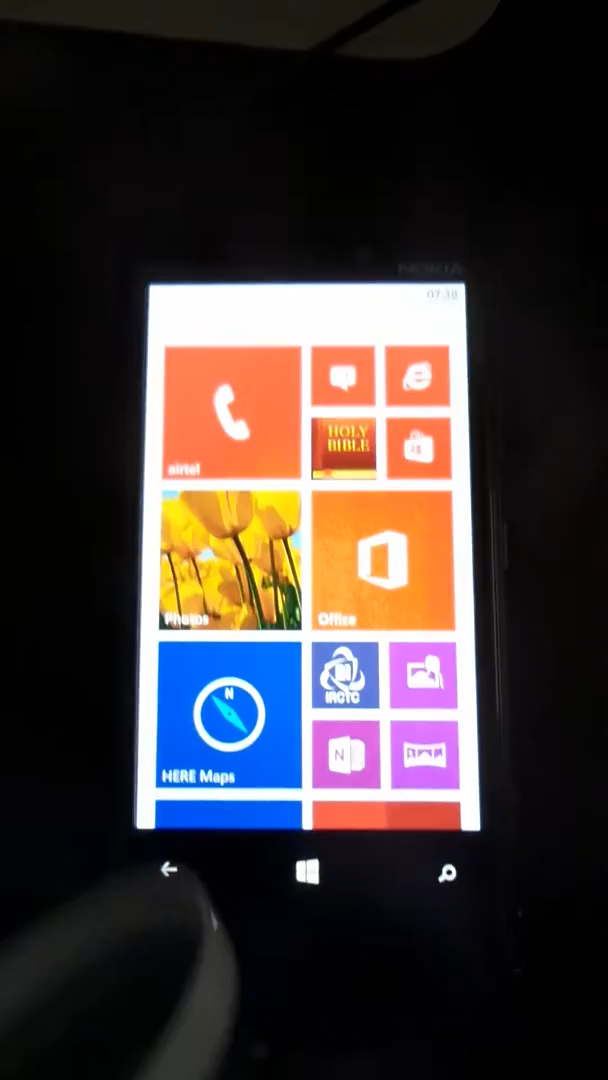 NOKIA
07:38
airtel
HOLY
BIBLE
Photos
Office
N
HERE Maps
IRCTC
N